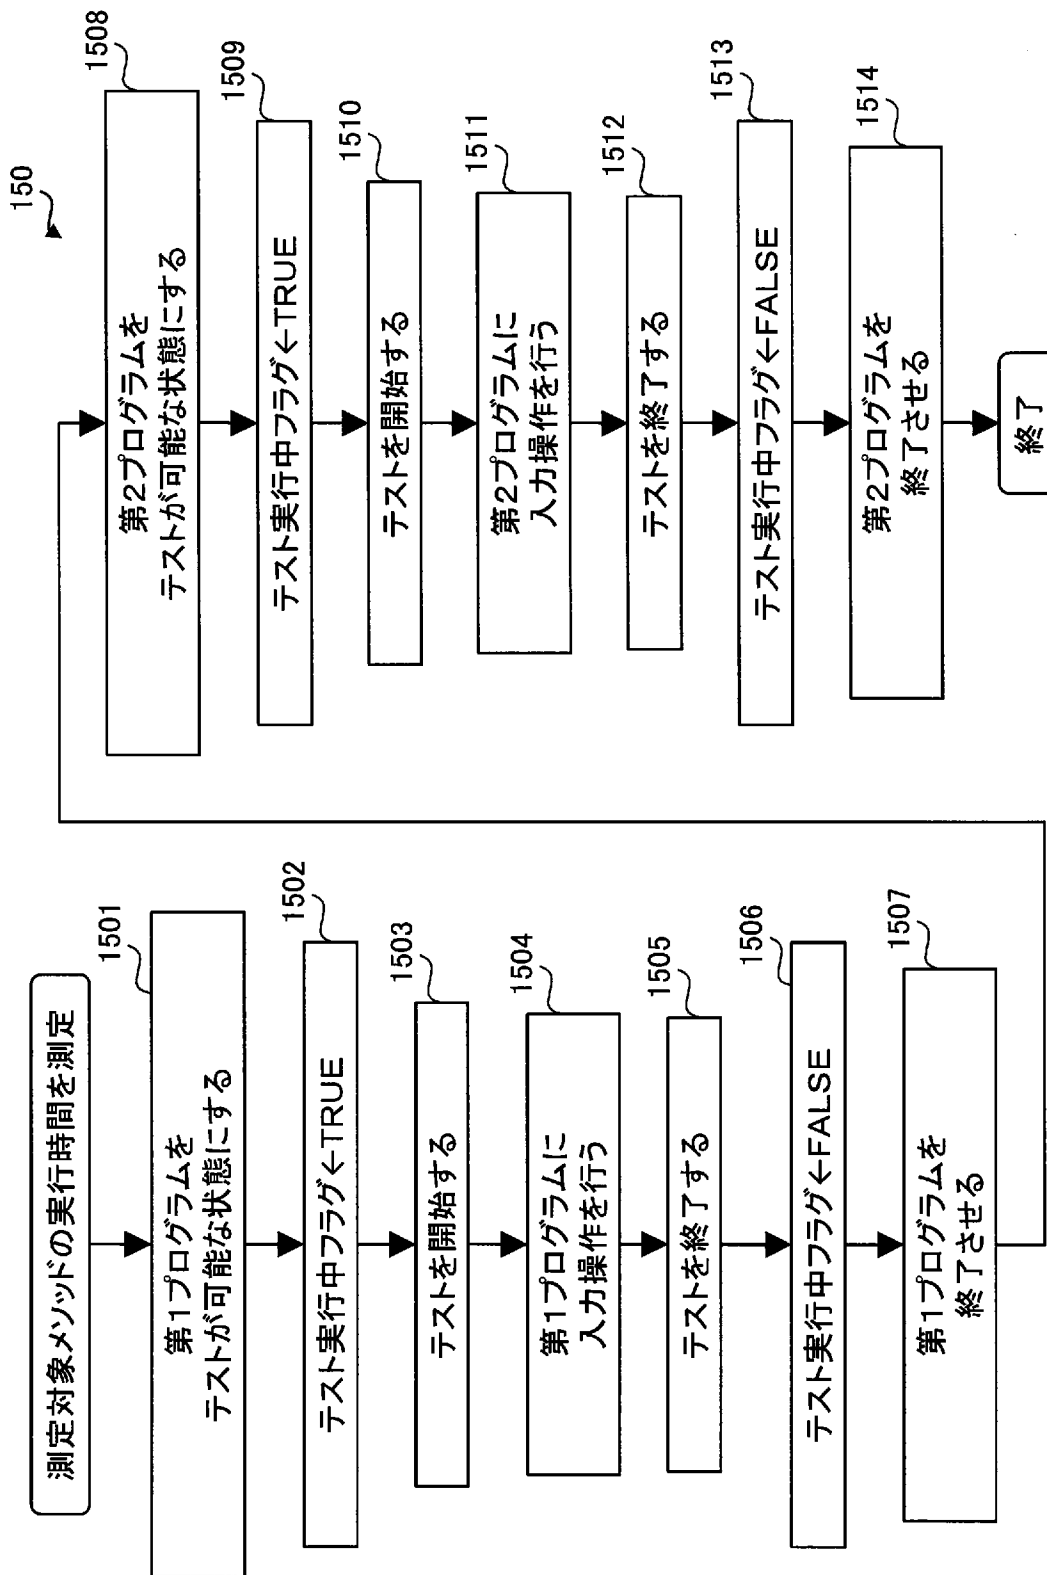 150
測定対象メソッドの実行時間を測定
1501
第1プログラムを
テストが可能な状態にする
1502
テスト実行中フラグ←TRUE
1503
テストを開始する
1504
第1プログラムに
入力操作を行う
1505
テストを終了する
1506
テスト実行中フラグ←FALSE
1507
第1プログラムを
終了させる
1508
第2プログラムを
テストが可能な状態にする
1509
テスト実行中フラグ←TRUE
1510
テストを開始する
1511
第2プログラムに
入力操作を行う
1512
テストを終了する
1513
テスト実行中フラグ←FALSE
1514
第2プログラムを
終了させる
終了